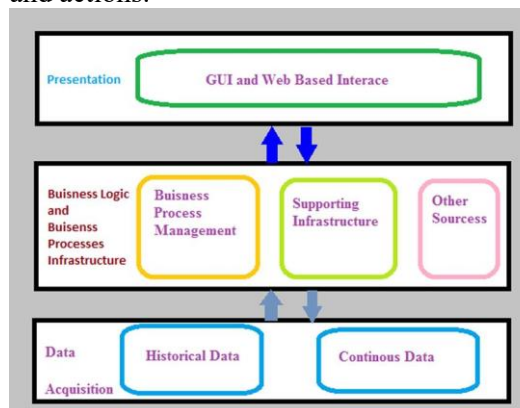 and actions.
Presentation
GUI and Web Based Interace
Buisness Logic
and
Buisenss
Processes
Infrastructure
Buisness
Process
Management
Supporting
Infrastructure
Other
Sourcess
Data
Acquisition
Historical Data
Continous Data